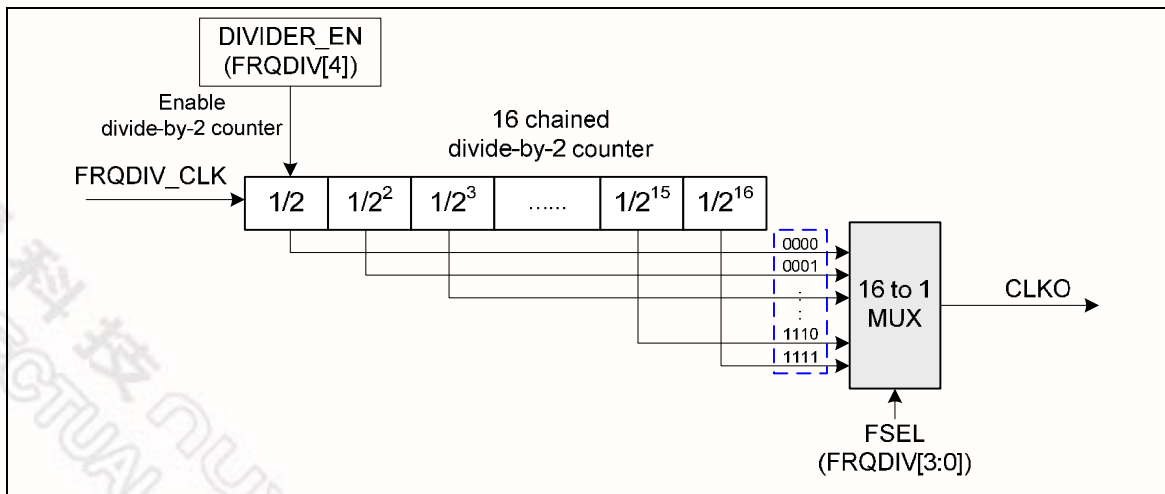 DIVIDER_EN
(FRQDIV[4])
Enable
divide-by-2 counter
16 chained
divide-by-2 counter
FRQDIV_CLK
1/2 1/2² 1/2³ ...... 1/2¹⁵ 1/2¹⁶
0000
0001
:
:
1110
1111
16 to 1
MUX
CLKO
FSEL
(FRQDIV[3:0])
科技